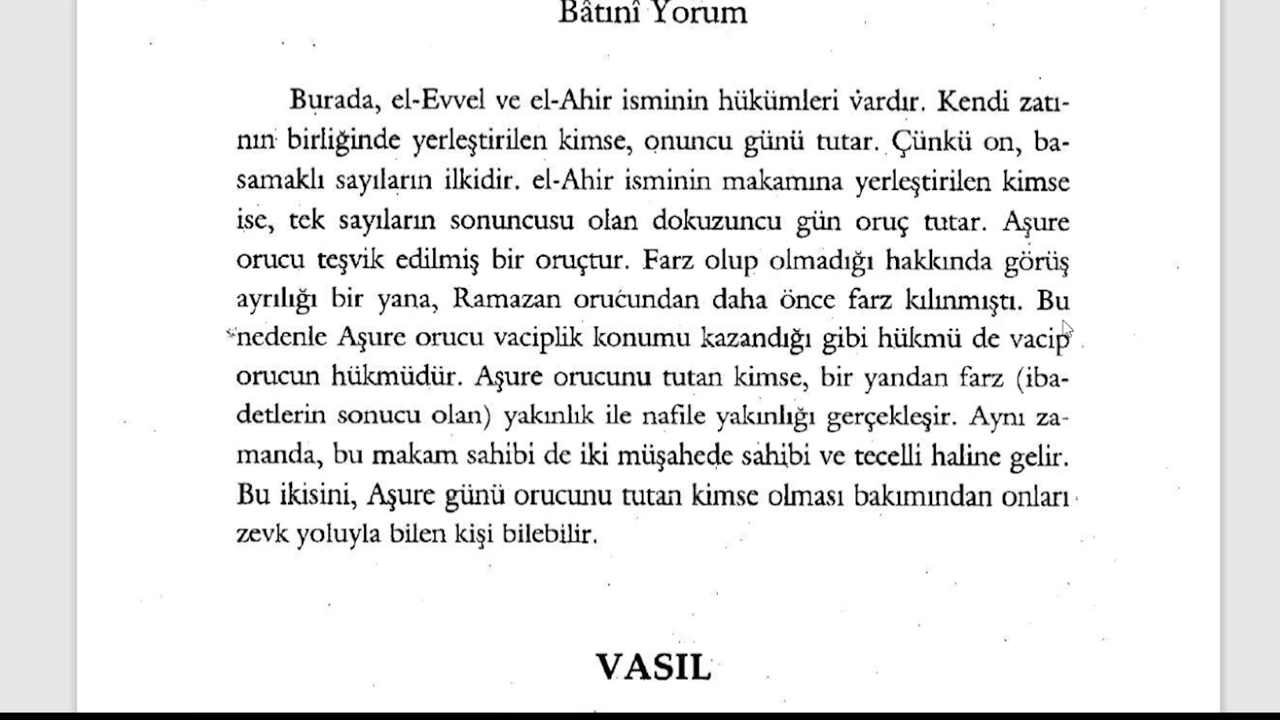 Bâtınî Yorum
Burada, el-Evvel ve el-Ahir isminin hükümleri vardır. Kendi zatı-
nın birliğinde yerleştirilen kimse, onuncu günü tutar. Çünkü on, ba-
samaklı sayıların ilkidir. el-Ahir isminin makamına yerleştirilen kimse
ise, tek sayıların sonuncusu olan dokuzuncu gün oruç tutar. Aşure
orucu teşvik edilmiş bir oruçtur. Farz olup olmadığı hakkında görüş
ayrılığı bir yana, Ramazan orucundan daha önce farz kılınmıştı. Bu
nedenle Aşure orucu vaciplik konumu kazandığı gibi hükmü de vacip
orucun hükmüdür. Aşure orucunu tutan kimse, bir yandan farz (iba-
detlerin sonucu olan) yakınlık ile nafile yakınlığı gerçekleşir. Aynı za-
manda, bu makam sahibi de iki müşahede sahibi ve tecelli haline gelir.
Bu ikisini, Aşure günü orucunu tutan kimse olması bakımından onları
zevk yoluyla bilen kişi bilebilir.
VASIL